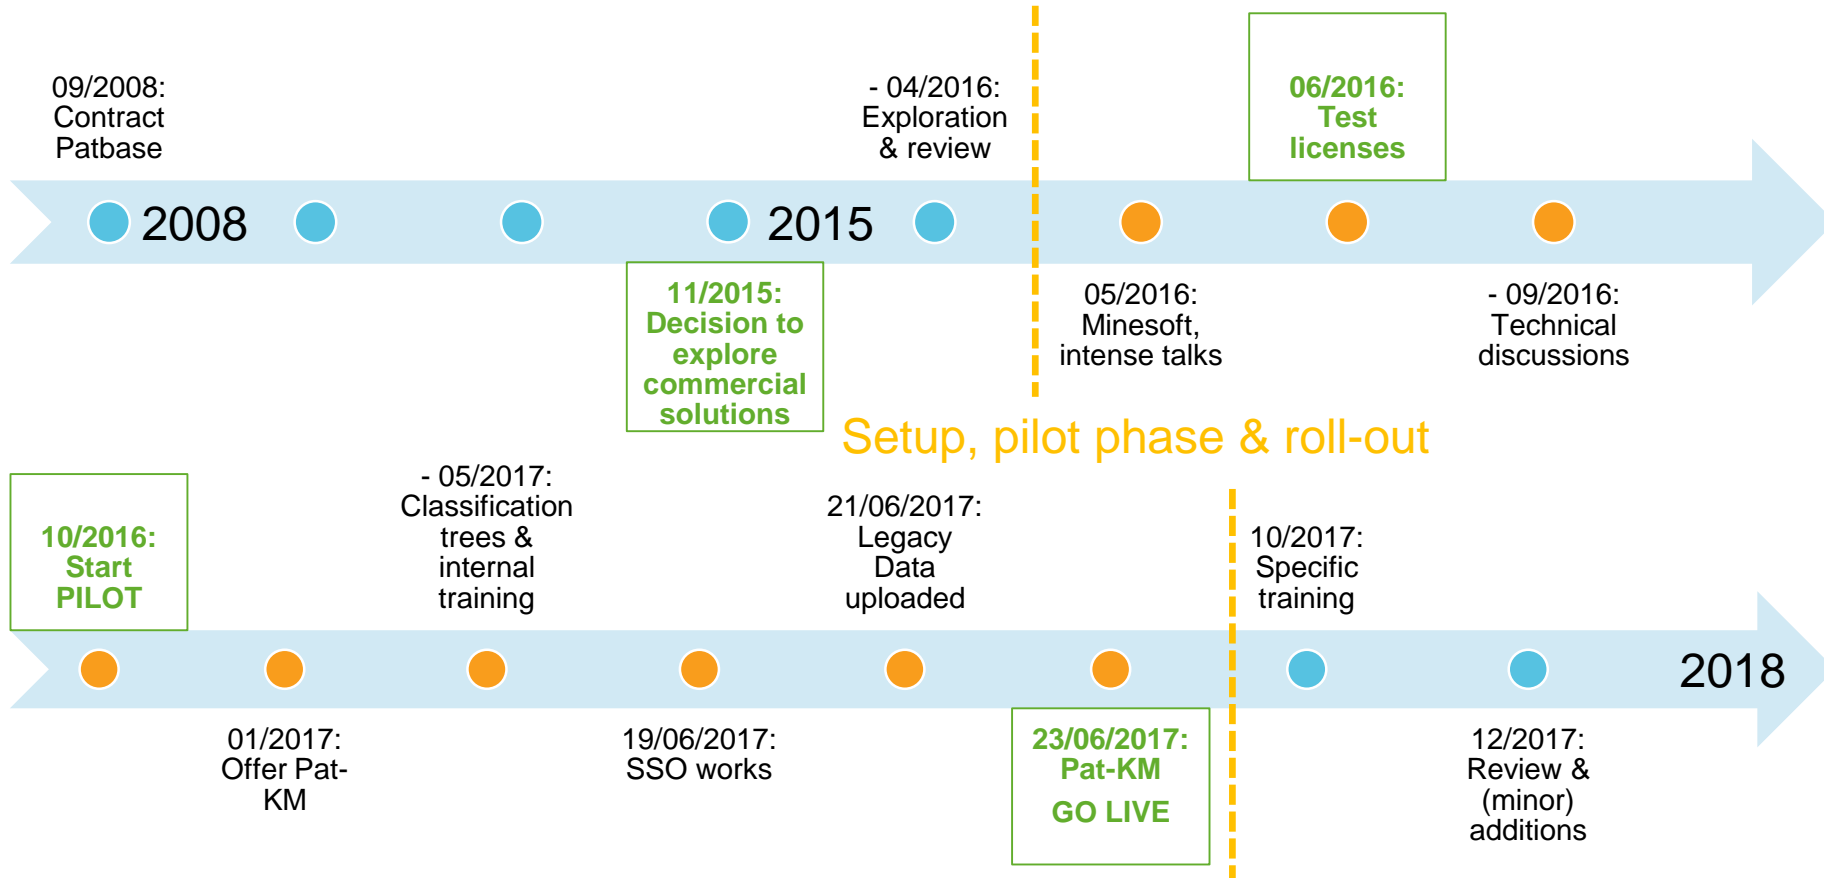 09/2008:
Contract
Patbase
- 04/2016:
Exploration
& review
06/2016:
Test
licenses
2008
2015
11/2015:
Decision to
explore
commercial
solutions
05/2016:
Minesoft,
intense talks
- 09/2016:
Technical
discussions
Setup, pilot phase & roll-out
10/2016:
Start
PILOT
- 05/2017:
Classification
trees &
internal
training
21/06/2017:
Legacy
Data
uploaded
10/2017:
Specific
training
2018
01/2017:
Offer Pat-
KM
19/06/2017:
SSO works
23/06/2017:
Pat-KM
GO LIVE
12/2017:
Review &
(minor)
additions